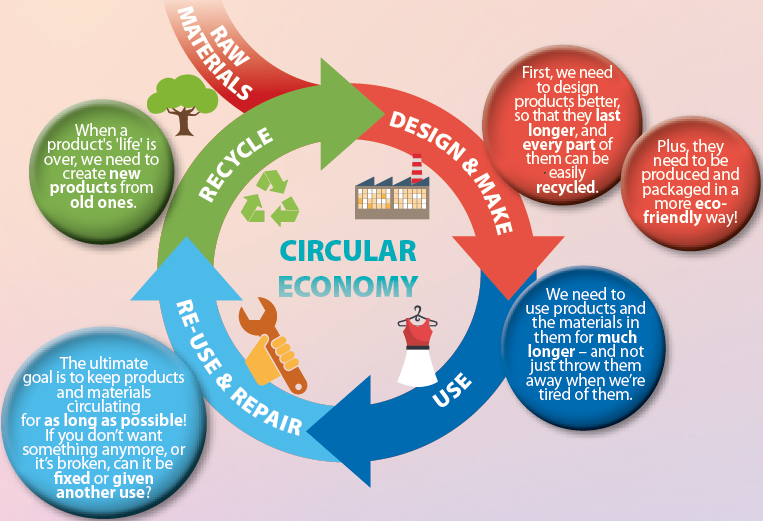 RAW
MATERIALS
DESIGN & MAKE
First, we need
to design
products better,
so that they last
longer, and
every part of
them can be
easily
recycled.
Plus, they
need to be
produced and
packaged in a
more eco-
friendly way!
USE
We need to
use products and
the materials in
them for much
longer – and not
just throw them
away when we're
tired of them.
RE-USE & REPAIR
The ultimate
goal is to keep products
and materials
circulating
for as long as possible!
If you don't want
something anymore, or
it's broken, can it be
fixed or given
another use?
RECYCLE
When a
product's 'life' is
over, we need to
create new
products from
old ones.
CIRCULAR
ECONOMY